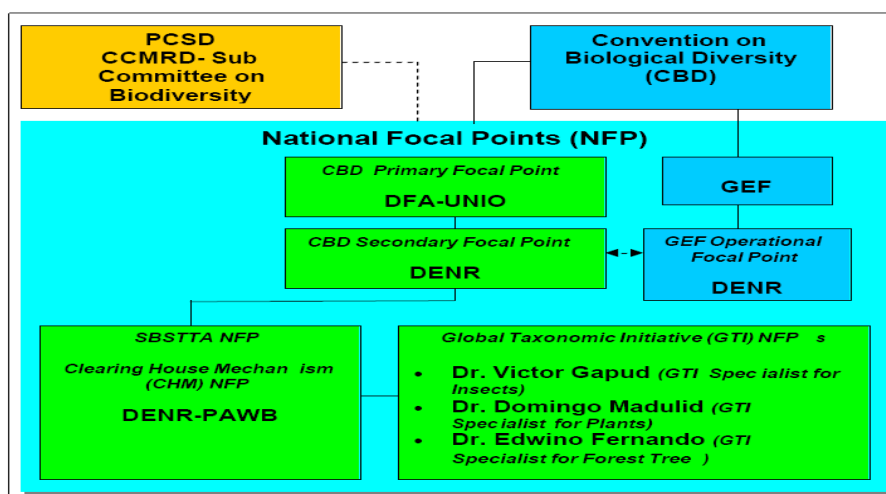 PCSD
CCMRD- Sub
Committee on
Biodiversity
Convention on
Biological Diversity
(CBD)
National Focal Points (NFP)
CBD Primary Focal Point
DFA-UNIO
GEF
CBD Secondary Focal Point
DENR
GEF Operational
Focal Point
DENR
SBSTTA NFP
Clearing House Mechan ism
(CHM) NFP
DENR-PAWB
Global Taxonomic Initiative (GTI) NFP s
• Dr. Victor Gapud (GTI Spec ialist for
Insects)
• Dr. Domingo Madulid (GTI
Specialist for Plants)
• Dr. Edwino Fernando (GTI
Specialist for Forest Tree )